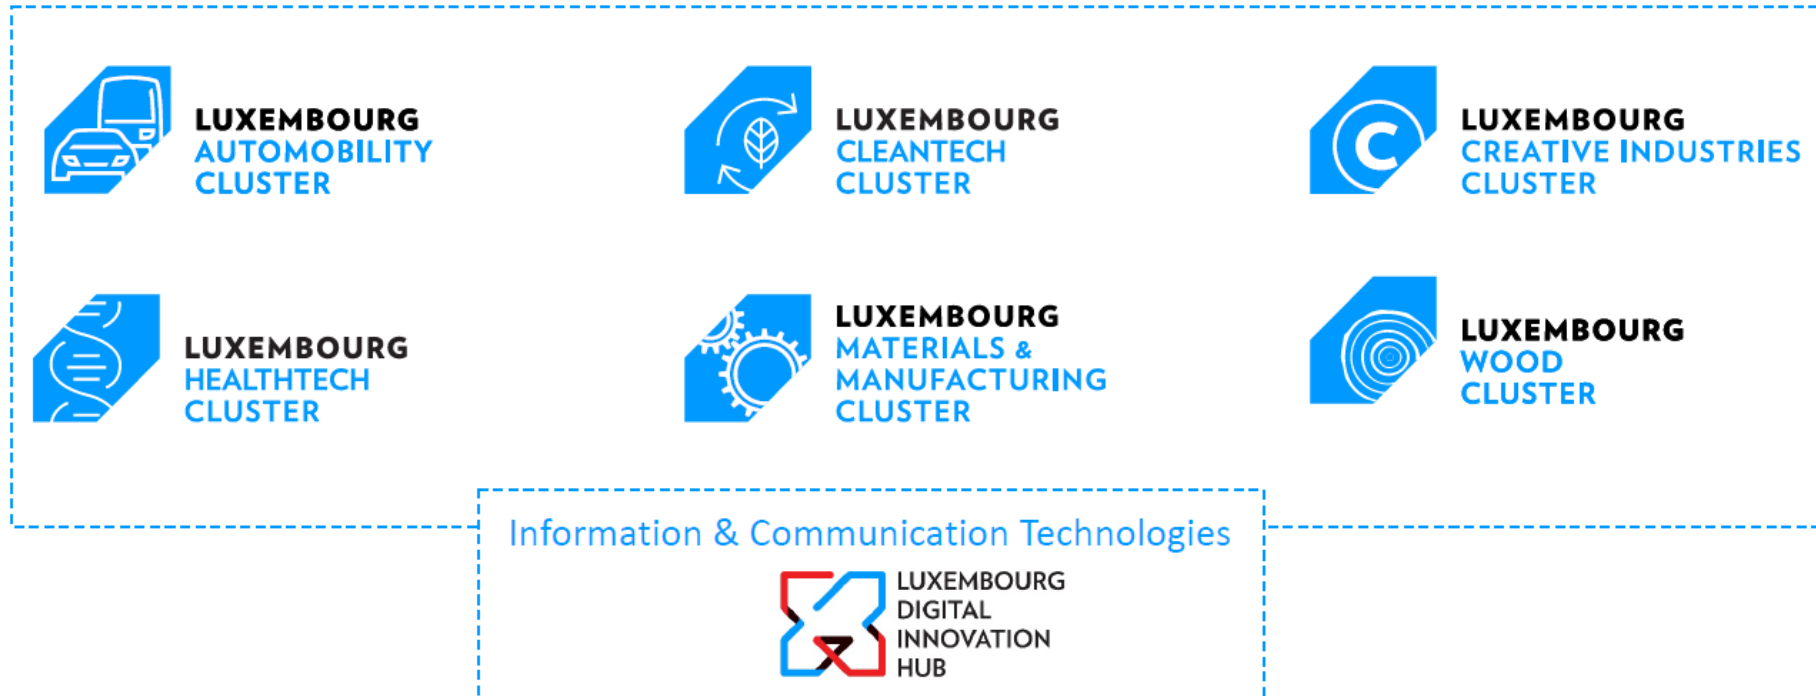 LUXEMBOURG
AUTOMOBILITY
CLUSTER
LUXEMBOURG
CLEANTECH
CLUSTER
C
LUXEMBOURG
CREATIVE INDUSTRIES
CLUSTER
LUXEMBOURG
HEALTHTECH
CLUSTER
LUXEMBOURG
MATERIALS &
MANUFACTURING
CLUSTER
LUXEMBOURG
WOOD
CLUSTER
Information & Communication Technologies
LUXEMBOURG
DIGITAL
INNOVATION
HUB